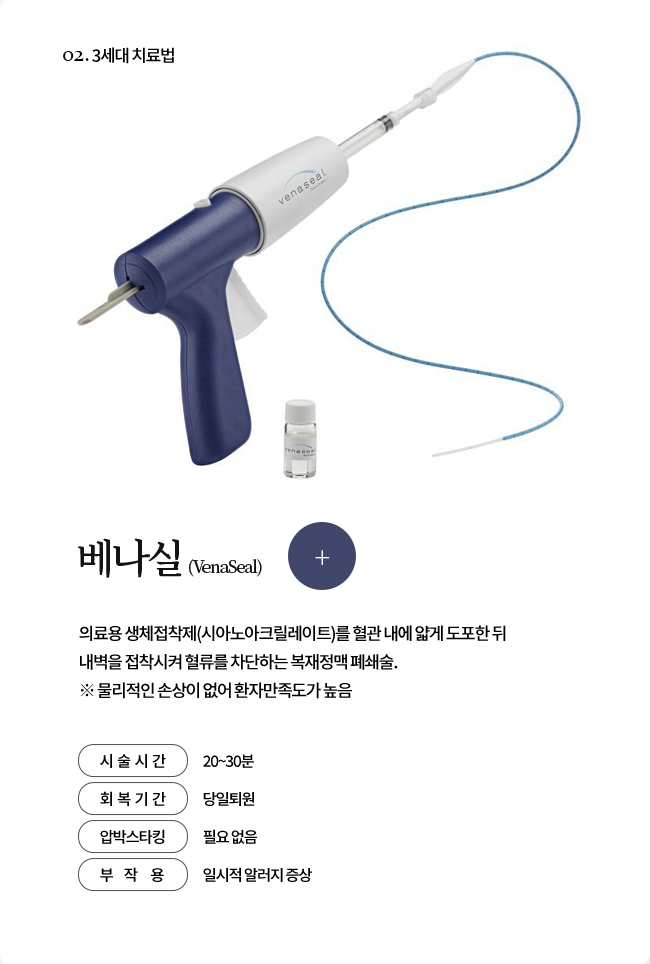 02. 3세대 치료법
venaseal
venaseal
베나실 (VenaSeal)
+
의료용 생체접착제(시아노아크릴레이트)를 혈관 내에 얇게 도포한 뒤
내벽을 접착시켜 혈류를 차단하는 복재정맥 폐쇄술.
※ 물리적인 손상이 없어 환자만족도가 높음
시술시간 20~30분
회복기간 당일퇴원
압박스타킹 필요 없음
부작용 일시적 알러지 증상